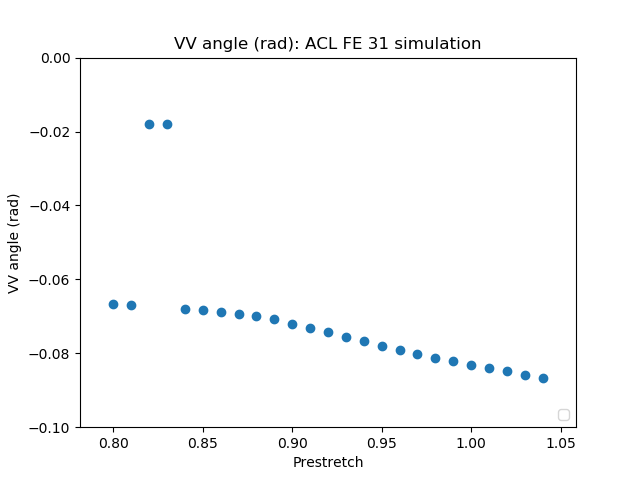 VV angle (rad): ACL FE 31 simulation
0.00
−0.02
−0.04
−0.06
−0.08
−0.10
VV angle (rad)
0.80 0.85 0.90 0.95 1.00 1.05
Prestretch